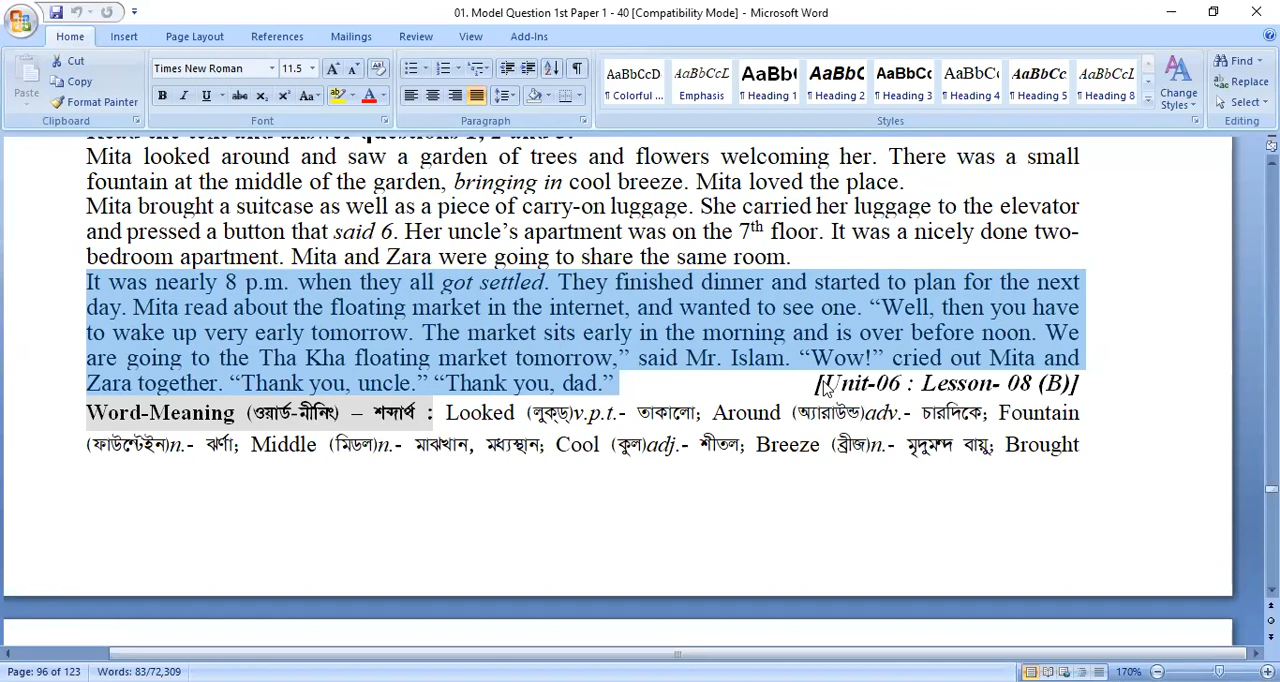 01. Model Question 1st Paper 1 - 40 [Compatibility Mode] - Microsoft Word
Home Insert Page Layout References Mailings Review View Add-Ins
Paste Cut Copy Format Painter
Times New Roman 11.5
AaBbCcD AaBbCcL AaBb( AaBbC AaBbCc AaBbC( AaBbCc AaBbCcL
¶ Colorful ... Emphasis ¶ Heading 1 ¶ Heading 2 ¶ Heading 3 ¶ Heading 4 ¶ Heading 5 ¶ Heading 8
Change Styles
Find Replace Select
Clipboard Font Paragraph Styles Editing
Read the text and answer questions 1, 2 and 3.
Mita looked around and saw a garden of trees and flowers welcoming her. There was a small
fountain at the middle of the garden, bringing in cool breeze. Mita loved the place.
Mita brought a suitcase as well as a piece of carry-on luggage. She carried her luggage to the elevator
and pressed a button that said 6. Her uncle’s apartment was on the 7th floor. It was a nicely done two-
bedroom apartment. Mita and Zara were going to share the same room.
It was nearly 8 p.m. when they all got settled. They finished dinner and started to plan for the next
day. Mita read about the floating market in the internet, and wanted to see one. “Well, then you have
to wake up very early tomorrow. The market sits early in the morning and is over before noon. We
are going to the Tha Kha floating market tomorrow,” said Mr. Islam. “Wow!” cried out Mita and
Zara together. “Thank you, uncle.” “Thank you, dad.” [Unit-06 : Lesson- 08 (B)]
Word-Meaning (ওয়ার্ড-মীনিং) – শব্দার্থ : Looked (লুক্ড্)v.p.t.- তাকালো; Around (অ্যারাউন্ড)adv.- চারদিকে; Fountain
(ফাউন্টেইন)n.- ঝর্ণা; Middle (মিডল)n.- মাঝখান, মধ্যস্থান; Cool (কুল)adj.- শীতল; Breeze (ব্রীজ)n.- মৃদুমন্দ বায়ু; Brought
Page: 96 of 123 Words: 83/72,309 170%